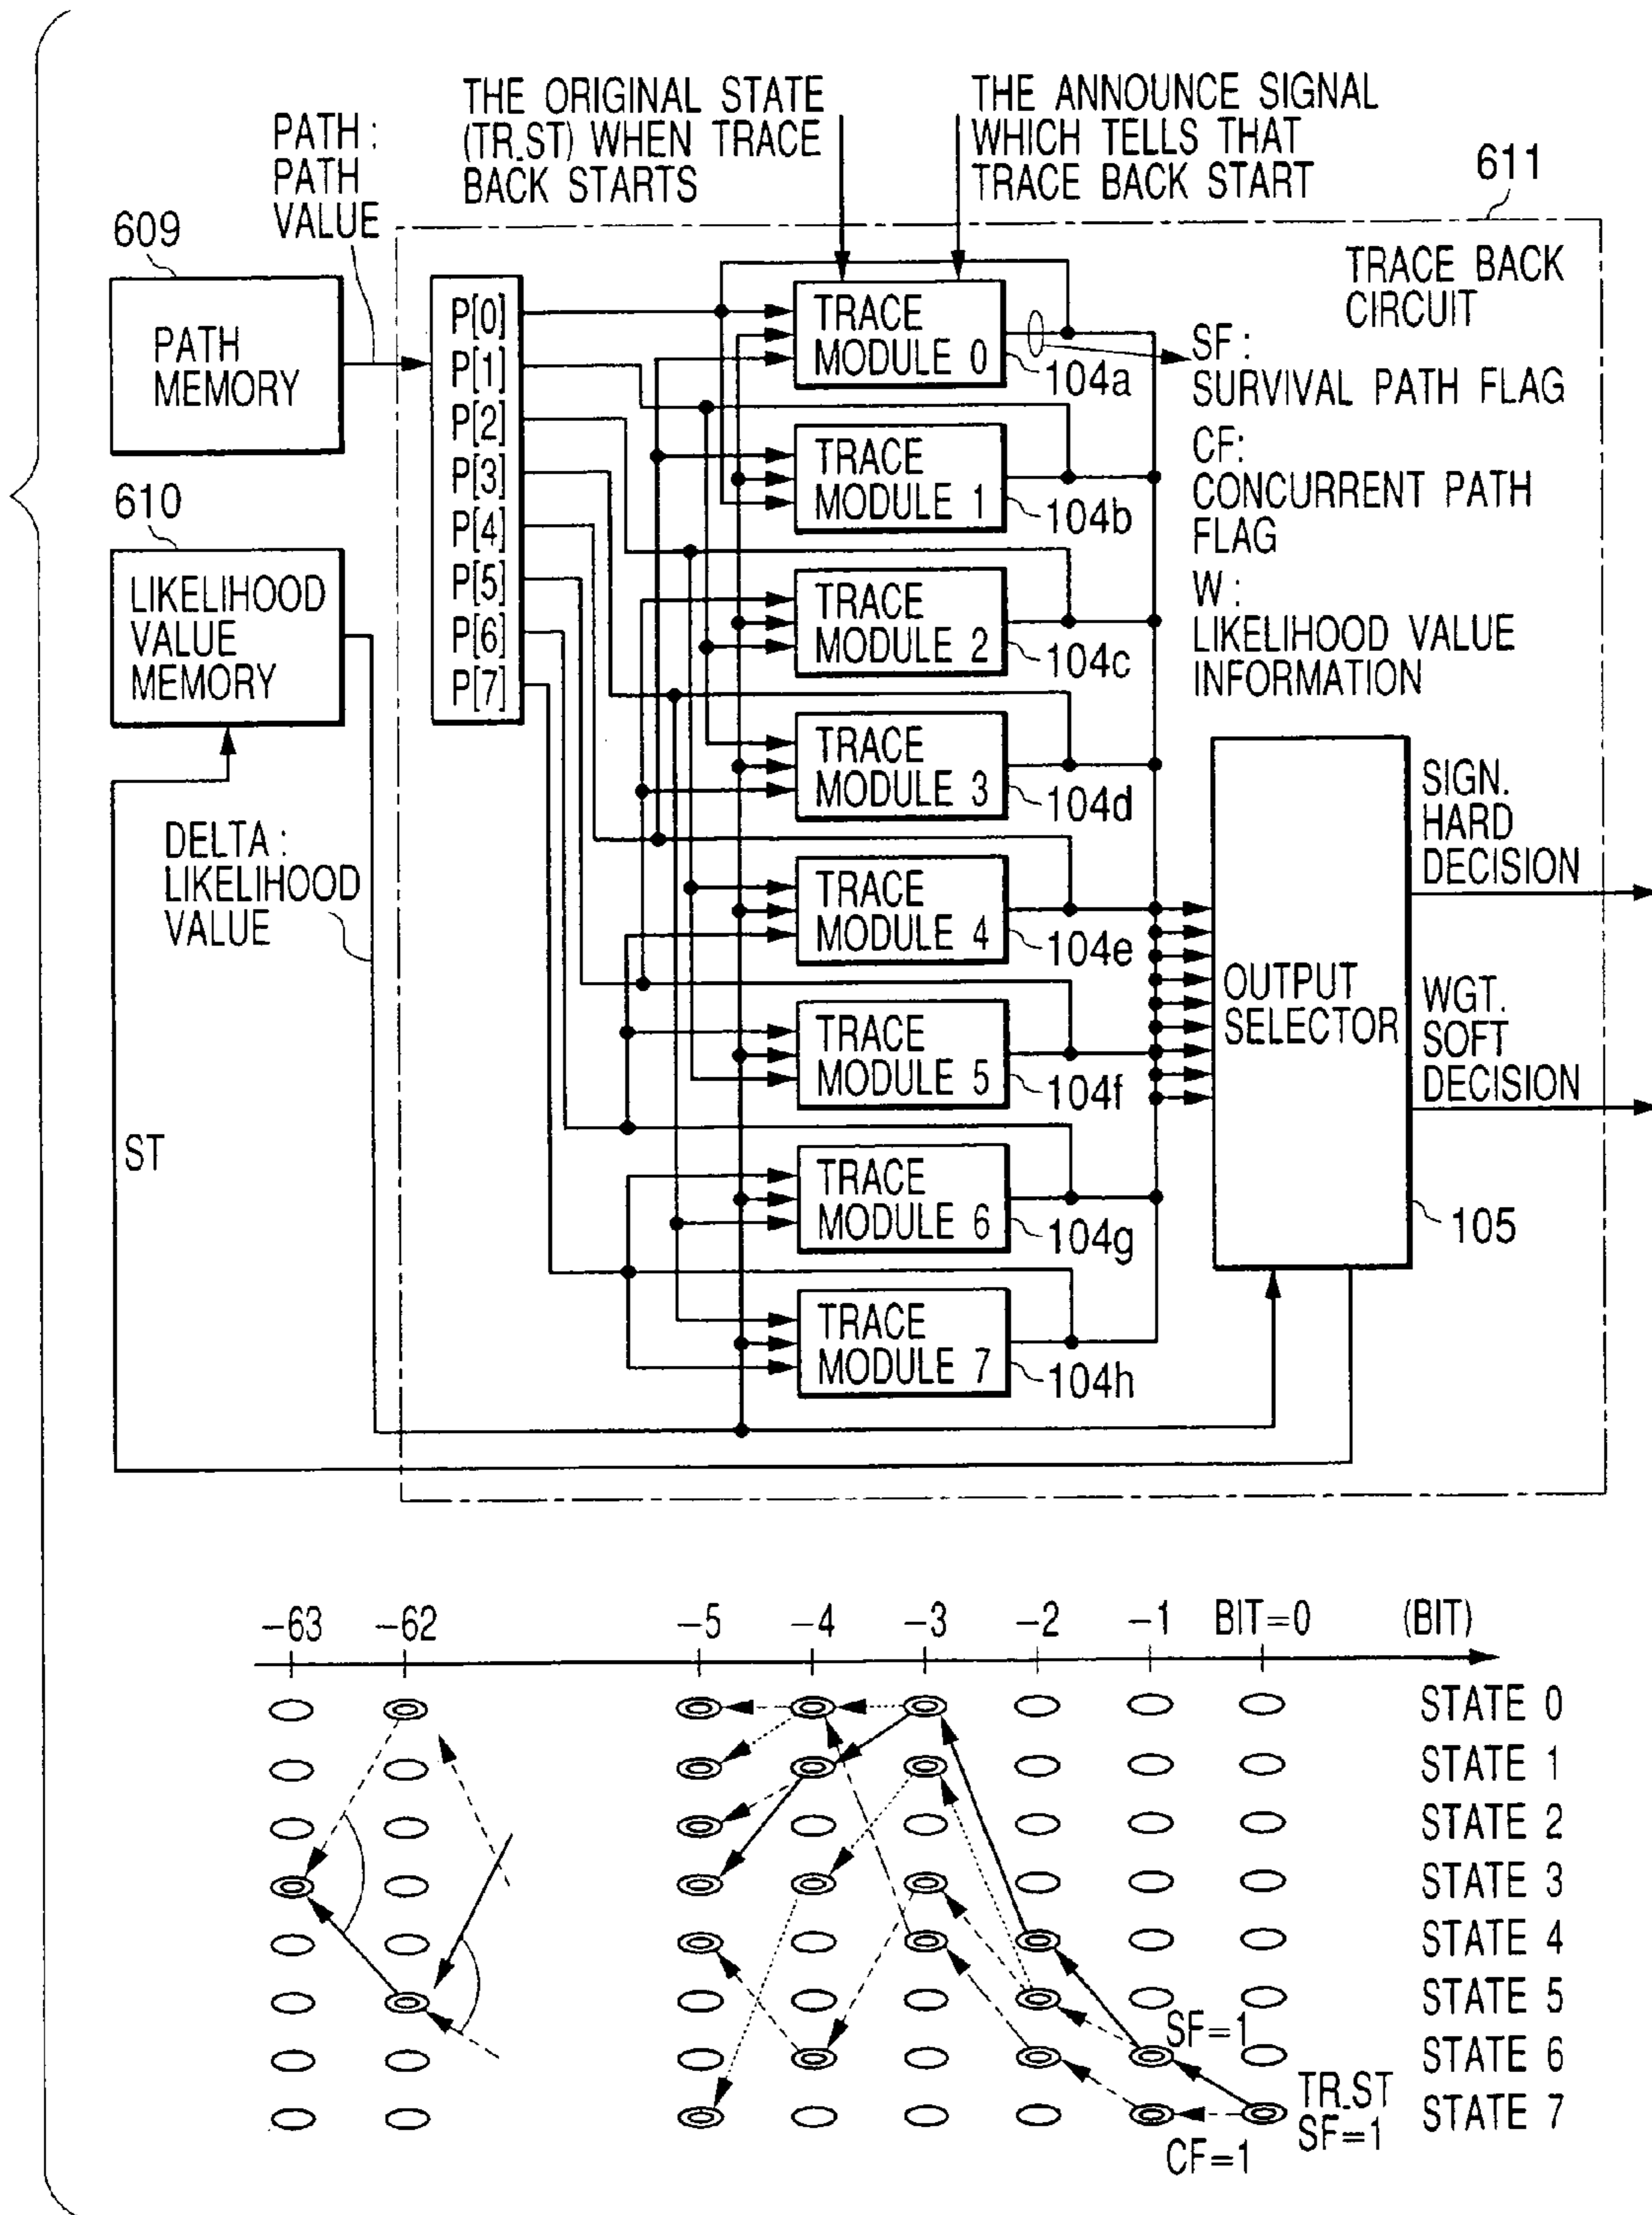 THE ORIGINAL STATE
(TR.ST) WHEN TRACE
BACK STARTS
THE ANNOUNCE SIGNAL
WHICH TELLS THAT
TRACE BACK START
PATH :
PATH
VALUE
611
609
PATH
MEMORY
610
LIKELIHOOD
VALUE
MEMORY
P[0]
P[1]
P[2]
P[3]
P[4]
P[5]
P[6]
P[7]
TRACE BACK
CIRCUIT
TRACE
MODULE 0
104a
TRACE
MODULE 1
104b
TRACE
MODULE 2
104c
TRACE
MODULE 3
104d
TRACE
MODULE 4
104e
TRACE
MODULE 5
104f
TRACE
MODULE 6
104g
TRACE
MODULE 7
104h
SF :
SURVIVAL PATH FLAG
CF:
CONCURRENT PATH
FLAG
W :
LIKELIHOOD VALUE
INFORMATION
DELTA :
LIKELIHOOD
VALUE
ST
OUTPUT
SELECTOR
105
SIGN.
HARD
DECISION
WGT.
SOFT
DECISION
-63 -62 -5 -4 -3 -2 -1 BIT=0 (BIT)
STATE 0
STATE 1
STATE 2
STATE 3
STATE 4
STATE 5
SF=1
STATE 6
TR.ST
SF=1
STATE 7
CF=1